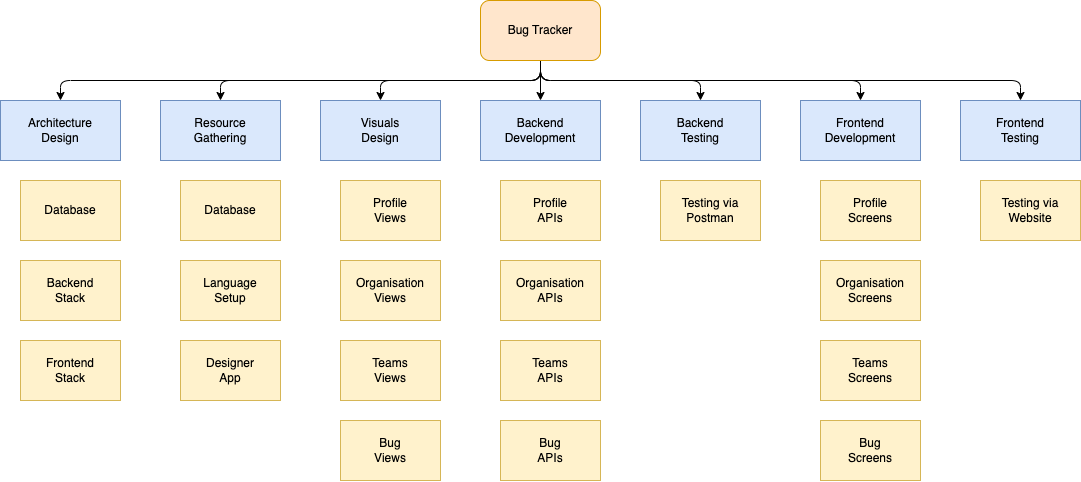 Bug Tracker
Architecture
Design
Resource
Gathering
Visuals
Design
Backend
Development
Backend
Testing
Frontend
Development
Frontend
Testing
Database
Database
Profile
Views
Profile
APIs
Testing via
Postman
Profile
Screens
Testing via
Website
Backend
Stack
Language
Setup
Organisation
Views
Organisation
APIs
Organisation
Screens
Frontend
Stack
Designer
App
Teams
Views
Teams
APIs
Teams
Screens
Bug
Views
Bug
APIs
Bug
Screens